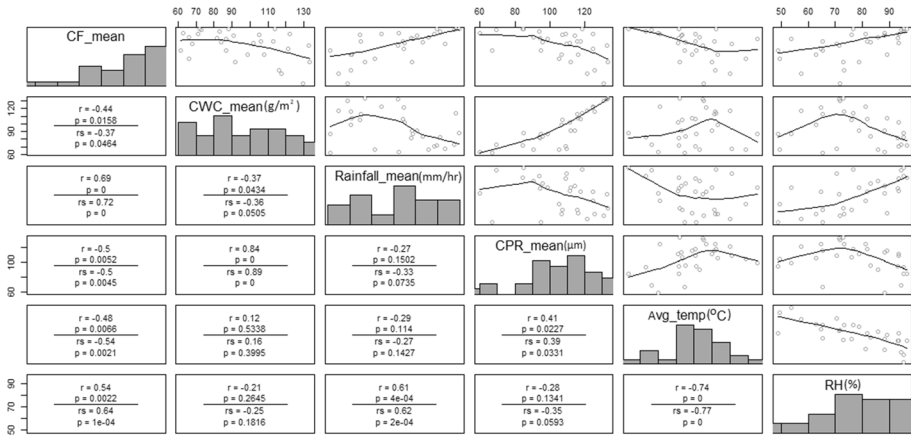 60 70 80 90 110 130
60 80 100 120
50 60 70 80 90
CF_mean
r = -0.44
p = 0.0158
rs = -0.37
p = 0.0464
CWC_mean(g/m²)
60 90 120
r = 0.69
p = 0
rs = 0.72
p = 0
r = -0.37
p = 0.0434
rs = -0.36
p = 0.0505
Rainfall_mean(mm/hr)
60 100
r = -0.5
p = 0.0052
rs = -0.5
p = 0.0045
r = 0.84
p = 0
rs = 0.89
p = 0
r = -0.27
p = 0.1502
rs = -0.33
p = 0.0735
CPR_mean(μm)
r = -0.48
p = 0.0066
rs = -0.54
p = 0.0021
r = 0.12
p = 0.5338
rs = 0.16
p = 0.3995
r = -0.29
p = 0.114
rs = -0.27
p = 0.1427
r = 0.41
p = 0.0227
rs = 0.39
p = 0.0331
Avg_temp(⁰C)
50 70 90
r = 0.54
p = 0.0022
rs = 0.64
p = 1e-04
r = -0.21
p = 0.2645
rs = -0.25
p = 0.1816
r = 0.61
p = 4e-04
rs = 0.62
p = 2e-04
r = -0.28
p = 0.1341
rs = -0.35
p = 0.0593
r = -0.74
p = 0
rs = -0.77
p = 0
RH(%)